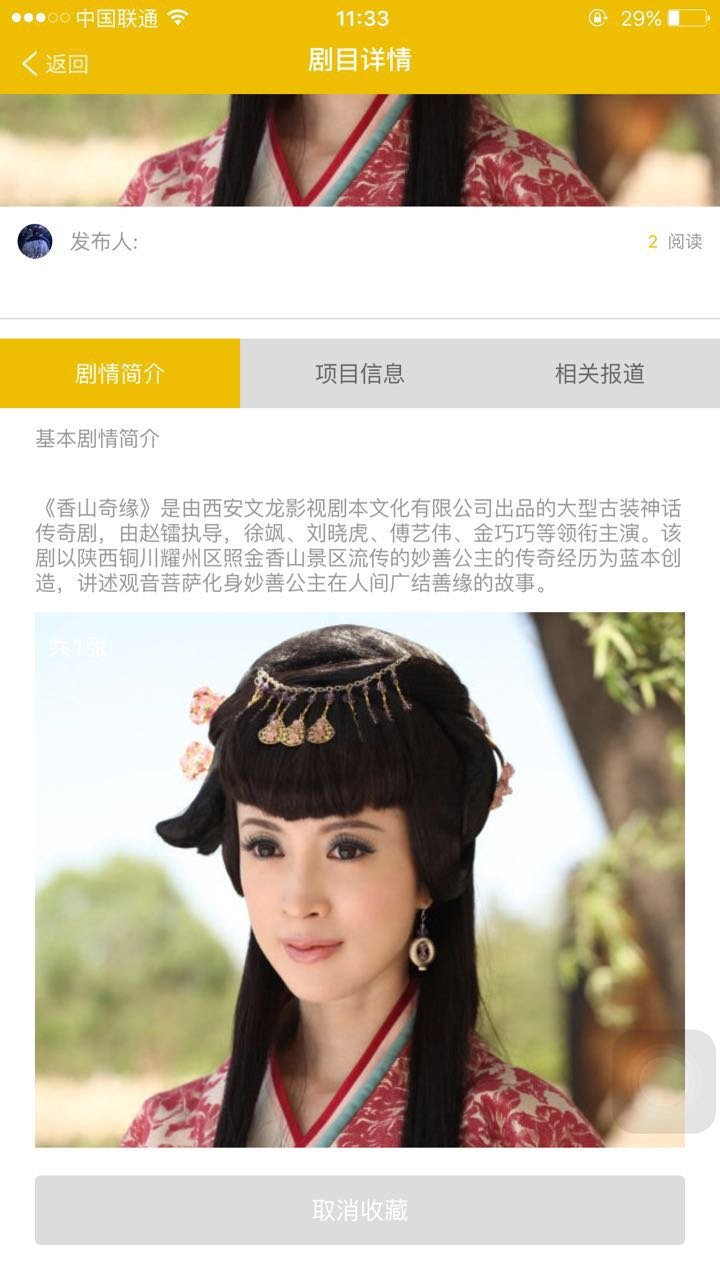 中国联通 11:33 29%
返回 剧目详情
发布人: 2 阅读
剧情简介 项目信息 相关报道
基本剧情简介
《香山奇缘》是由西安文龙影视剧本文化有限公司出品的大型古装神话
传奇剧，由赵镭执导，徐飒、刘晓虎、傅艺伟、金巧巧等领衔主演。该
剧以陕西铜川耀州区照金香山景区流传的妙善公主的传奇经历为蓝本创
造，讲述观音菩萨化身妙善公主在人间广结善缘的故事。
共1张
取消收藏